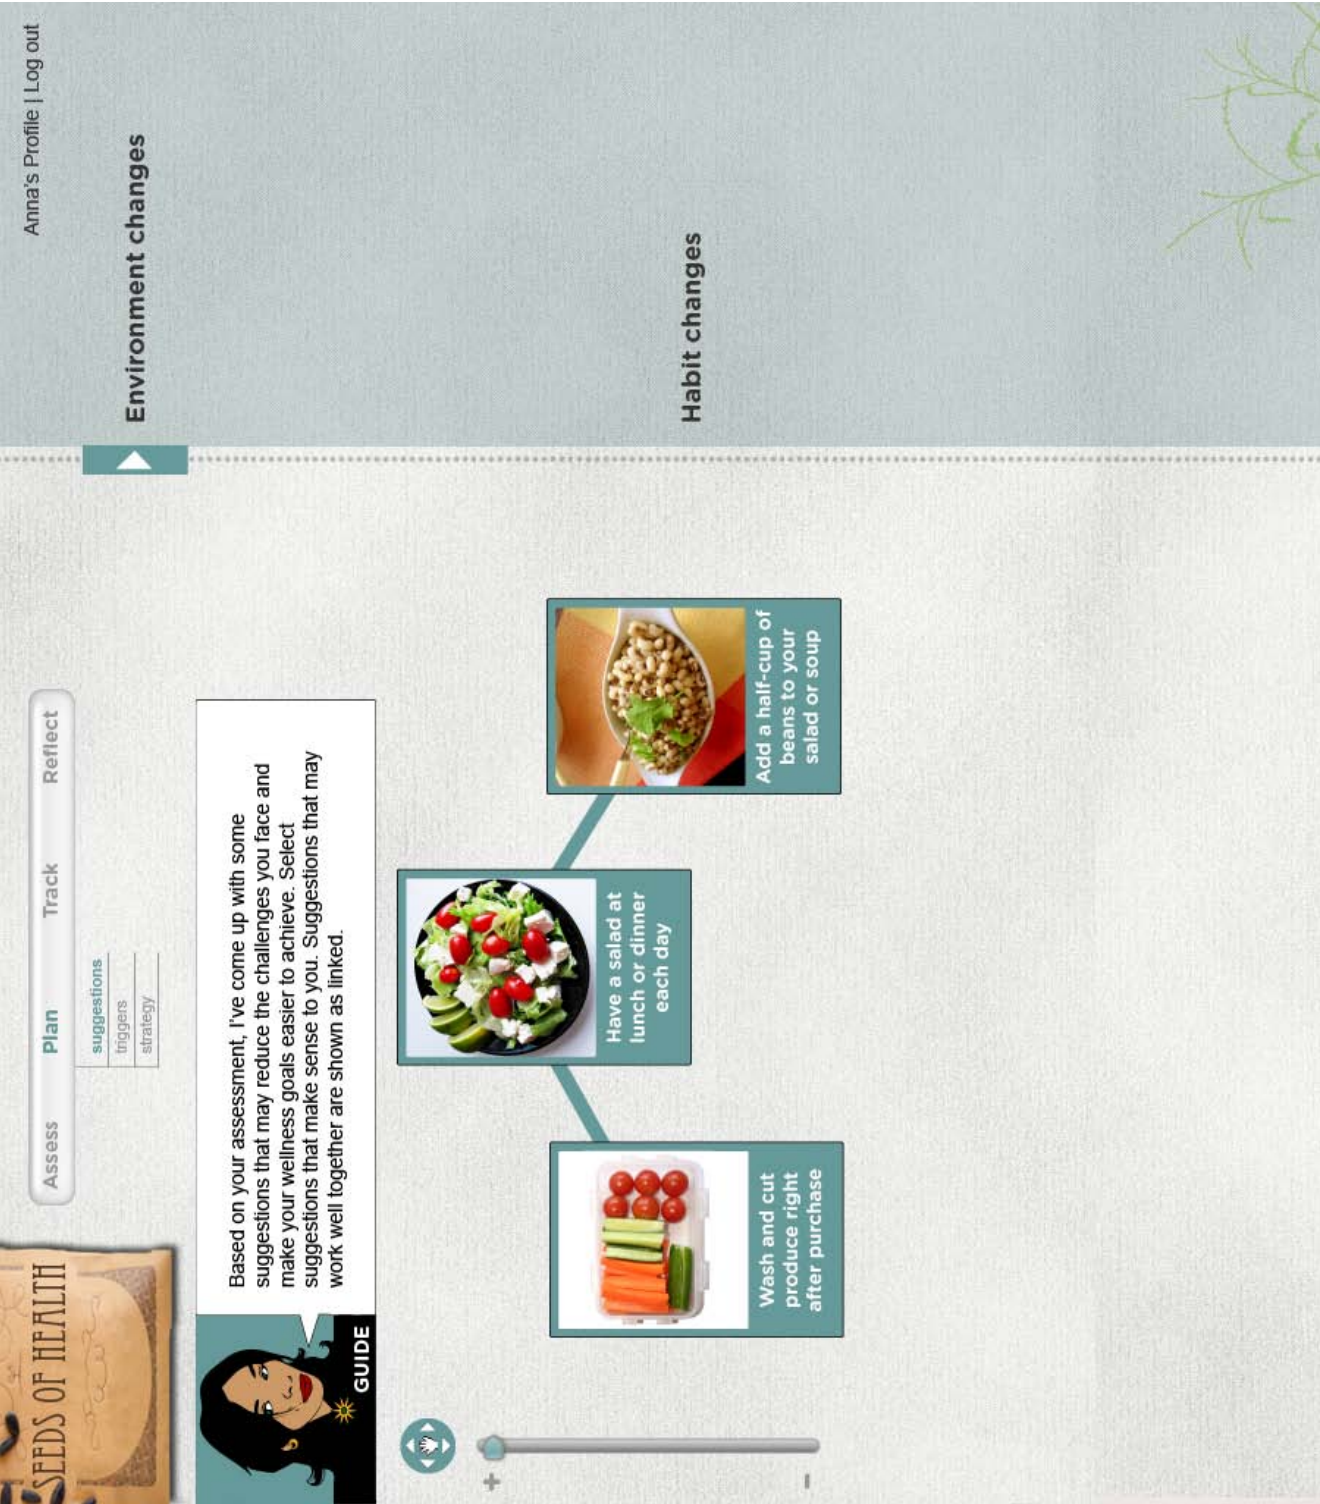 SEEDS OF HEALTH
Assess
Plan
Track
Reflect
Anna's Profile | Log out
suggestions
triggers
strategy
Environment changes
GUIDE
Based on your assessment, I've come up with some
suggestions that may reduce the challenges you face and
make your wellness goals easier to achieve. Select
suggestions that make sense to you. Suggestions that may
work well together are shown as linked.
+
-
Have a salad at
lunch or dinner
each day
Wash and cut
produce right
after purchase
Add a half-cup of
beans to your
salad or soup
Habit changes